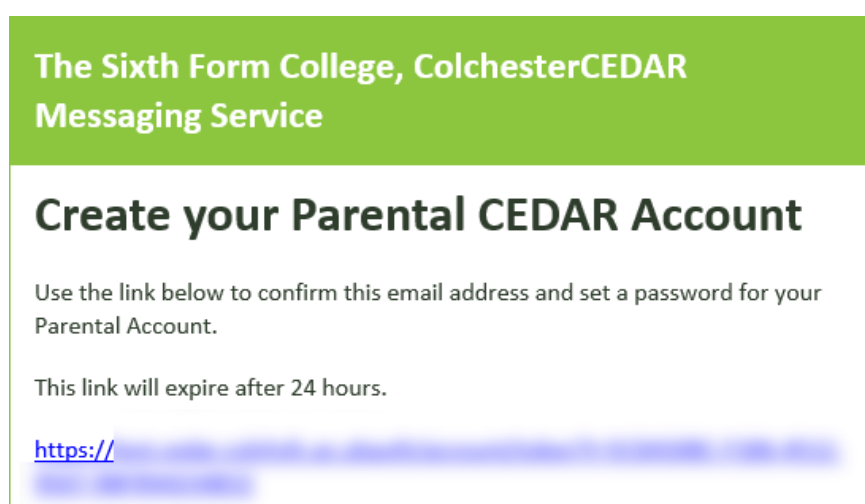 The Sixth Form College, ColchesterCEDAR
Messaging Service
Create your Parental CEDAR Account
Use the link below to confirm this email address and set a password for your
Parental Account.
This link will expire after 24 hours.
https://